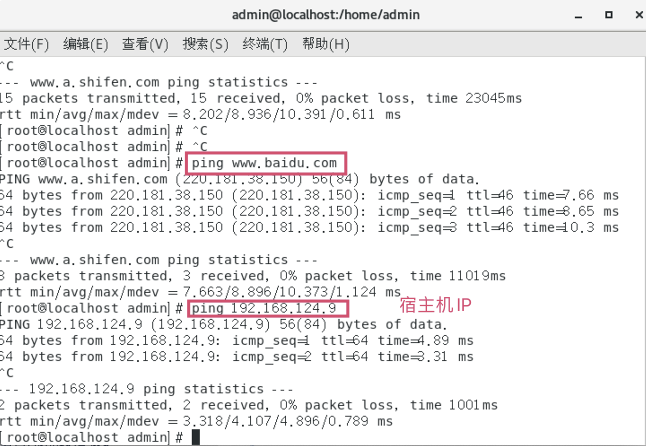 admin@localhost:/home/admin
文件(F) 编辑(E) 查看(V) 搜索(S) 终端(T) 帮助(H)
^C
--- www.a.shifen.com ping statistics ---
15 packets transmitted, 15 received, 0% packet loss, time 23045ms
rtt min/avg/max/mdev = 8.202/8.936/10.391/0.611 ms
[root@localhost admin]# ^C
[root@localhost admin]# ^C
[root@localhost admin]# ping www.baidu.com
PING www.a.shifen.com (220.181.38.150) 56(84) bytes of data.
64 bytes from 220.181.38.150 (220.181.38.150): icmp_seq=1 ttl=46 time=7.66 ms
64 bytes from 220.181.38.150 (220.181.38.150): icmp_seq=2 ttl=46 time=8.65 ms
64 bytes from 220.181.38.150 (220.181.38.150): icmp_seq=3 ttl=46 time=10.3 ms
^C
--- www.a.shifen.com ping statistics ---
3 packets transmitted, 3 received, 0% packet loss, time 11019ms
rtt min/avg/max/mdev = 7.663/8.896/10.373/1.124 ms
[root@localhost admin]# ping 192.168.124.9 宿主机IP
PING 192.168.124.9 (192.168.124.9) 56(84) bytes of data.
64 bytes from 192.168.124.9: icmp_seq=1 ttl=64 time=4.89 ms
64 bytes from 192.168.124.9: icmp_seq=2 ttl=64 time=3.31 ms
^C
--- 192.168.124.9 ping statistics ---
2 packets transmitted, 2 received, 0% packet loss, time 1001ms
rtt min/avg/max/mdev = 3.318/4.107/4.896/0.789 ms
[root@localhost admin]#